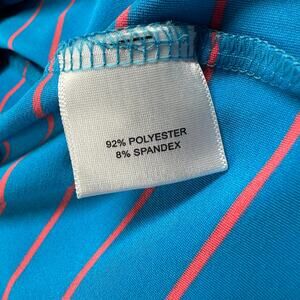 92% POLYESTER
8% SPANDEX